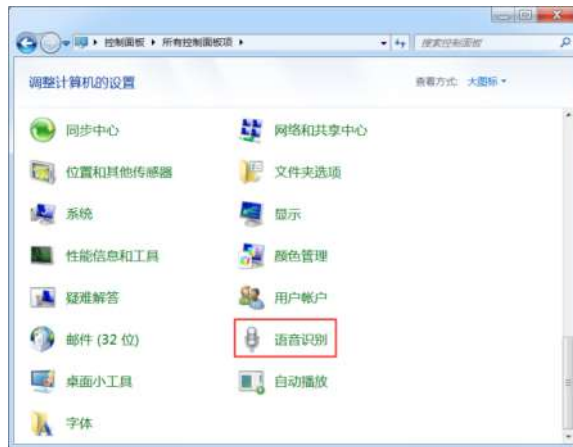 控制面板 ▸ 所有控制面板项 ▸
搜索控制面板
调整计算机的设置
查看方式: 大图标
同步中心
网络和共享中心
位置和其他传感器
文件夹选项
系统
显示
性能信息和工具
颜色管理
疑难解答
用户帐户
邮件 (32 位)
语音识别
桌面小工具
自动播放
字体